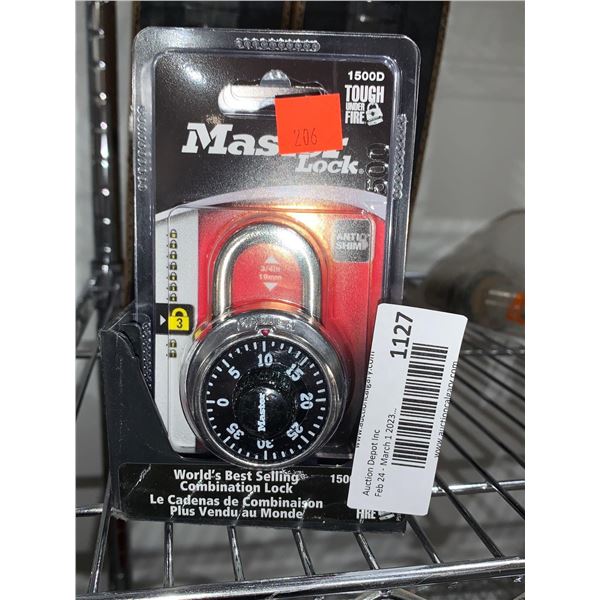 1500D
TOUGH
UNDER
FIRE
206
Master
Lock
ANTI
SHIM
3/4in
19mm
3
0 5 10 15 20 25 30 35
Master
World's Best Selling
Combination Lock
Le Cadenas de Combinaison
Plus Vendu au Monde
150
FIRE
1127
Auction Depot Inc
Feb 24 - March 1 2023...